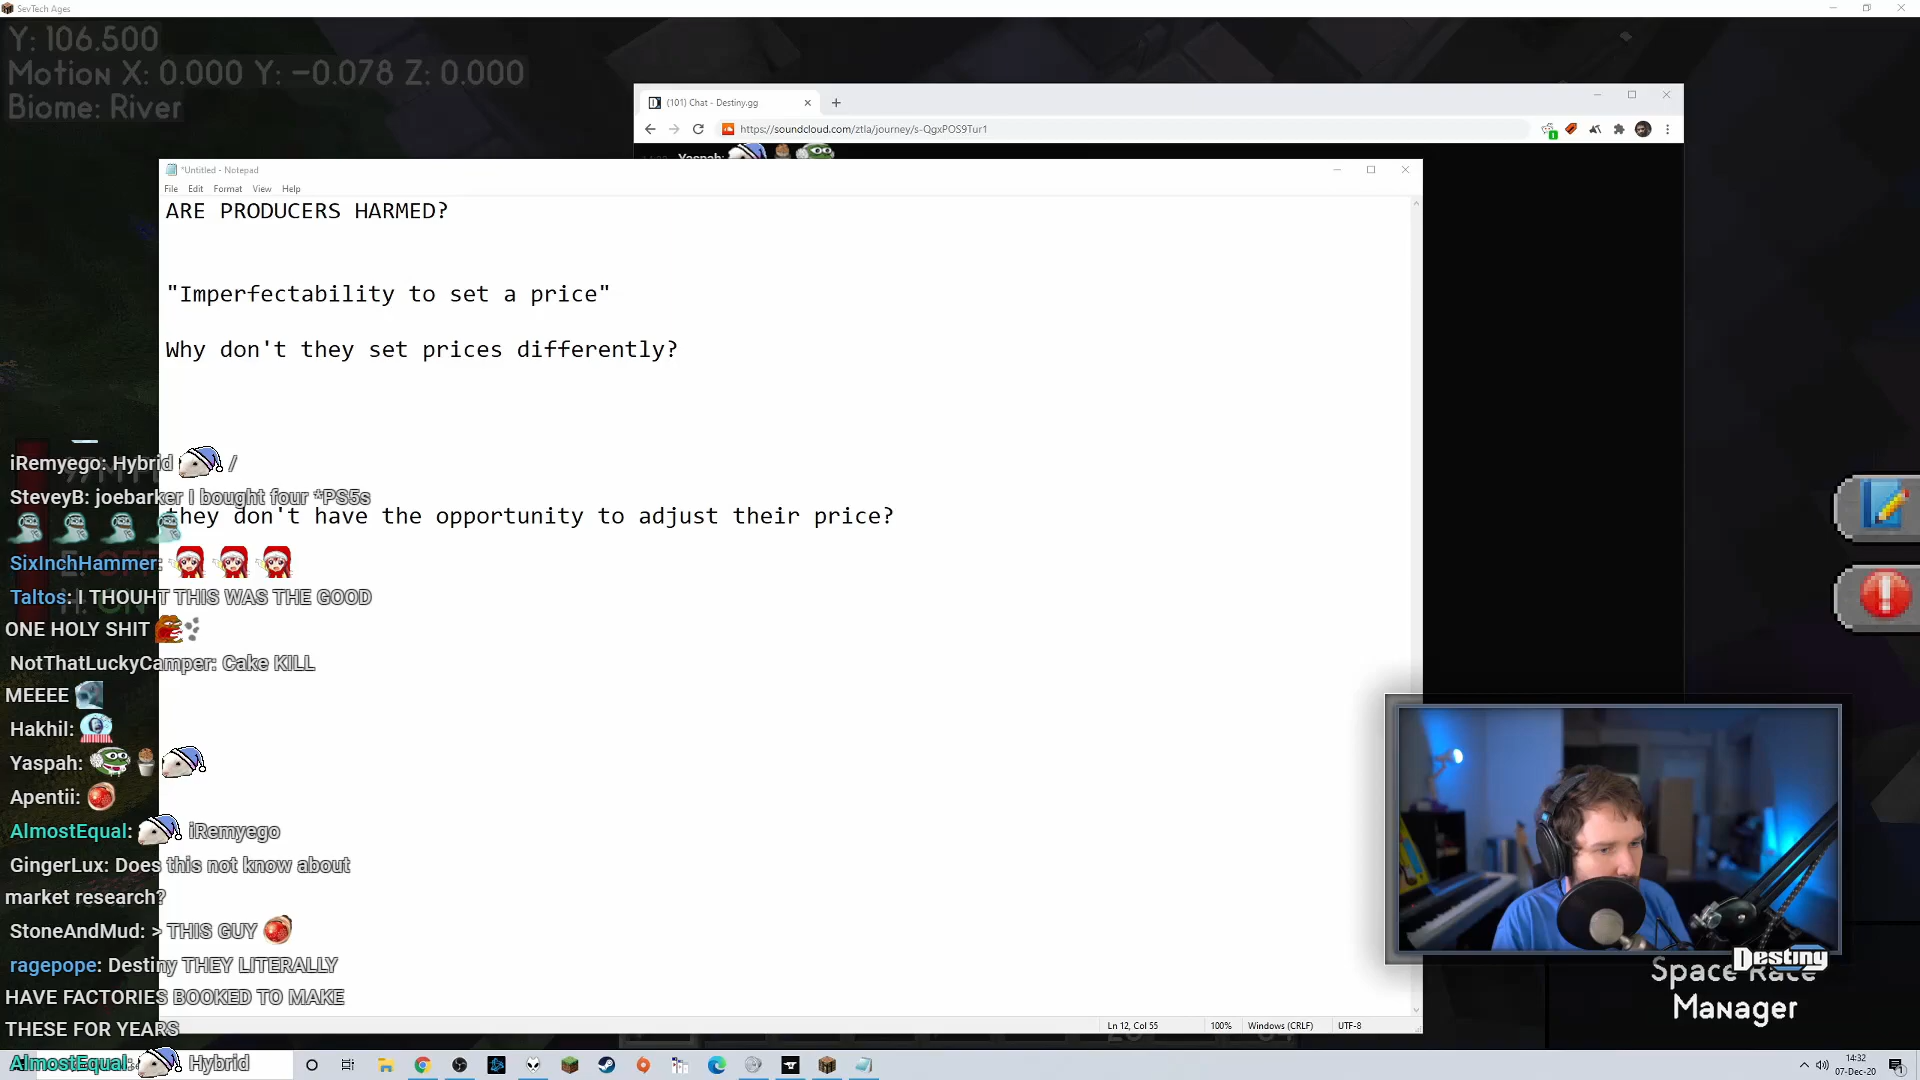 SevTech Ages
Y: 106.500
Motion X: 0.000 Y: -0.078 Z: 0.000
Biome: River
(101) Chat - Destiny.gg
https://soundcloud.com/ztla/journey/s-QgxPOS9Tur1
Yaspah:
*Untitled - Notepad
File Edit Format View Help
ARE PRODUCERS HARMED?
"Imperfectability to set a price"
Why don't they set prices differently?
they don't have the opportunity to adjust their price?
iRemyego: Hybrid /
SteveyB: joebarker I bought four *PS5s
SixInchHammer:
Taltos: I THOUHT THIS WAS THE GOOD
ONE HOLY SHIT
NotThatLuckyCamper: Cake KILL
MEEEE
Hakhil:
Yaspah:
Apentii:
AlmostEqual: iRemyego
GingerLux: Does this not know about
market research?
StoneAndMud: > THIS GUY
ragepope: Destiny THEY LITERALLY
HAVE FACTORIES BOOKED TO MAKE
THESE FOR YEARS
AlmostEqual: Hybrid
Destiny
Space Race
Manager
Ln 12, Col 55
100%
Windows (CRLF)
UTF-8
14:32
07-Dec-20